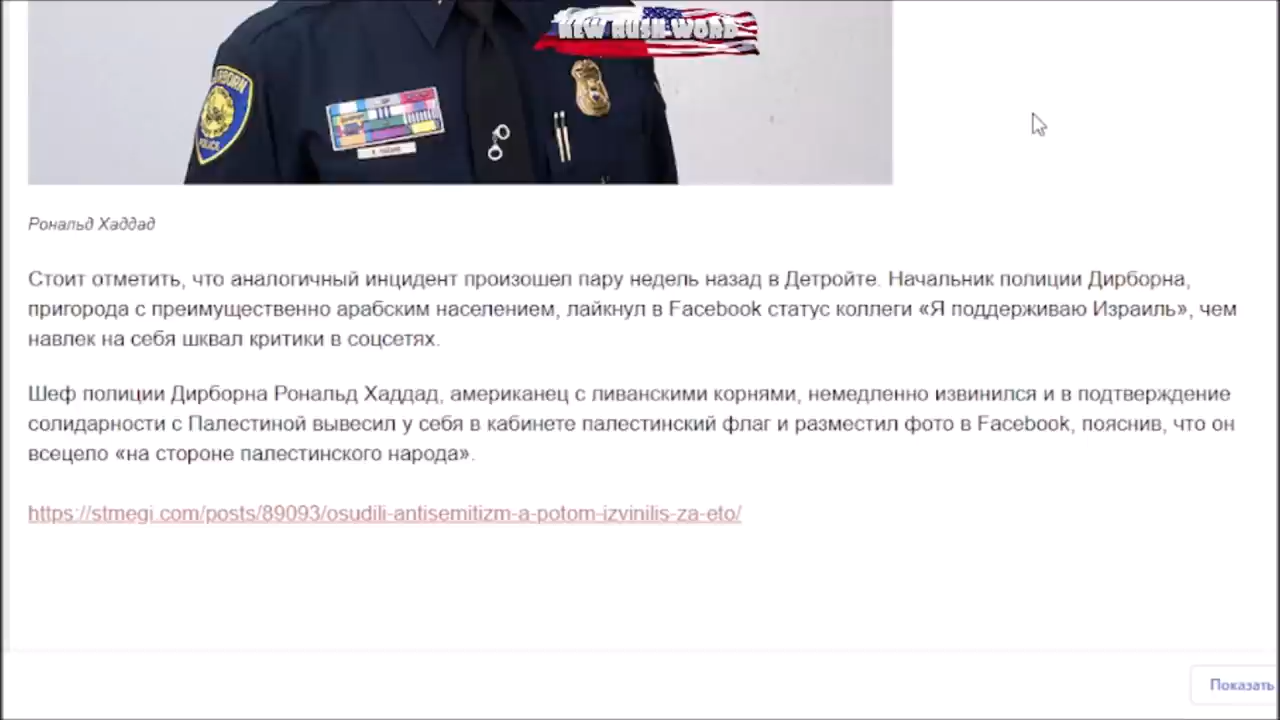 NEW RUSH WORD
POLICE
Рональд Хаддад
Стоит отметить, что аналогичный инцидент произошел пару недель назад в Детройте. Начальник полиции Дирборна,
пригорода с преимущественно арабским населением, лайкнул в Facebook статус коллеги «Я поддерживаю Израиль», чем
навлек на себя шквал критики в соцсетях.
Шеф полиции Дирборна Рональд Хаддад, американец с ливанскими корнями, немедленно извинился и в подтверждение
солидарности с Палестиной вывесил у себя в кабинете палестинский флаг и разместил фото в Facebook, пояснив, что он
всецело «на стороне палестинского народа».
https://stmegi.com/posts/89093/osudili-antisemitizm-a-potom-izvinilis-za-eto/
Показать